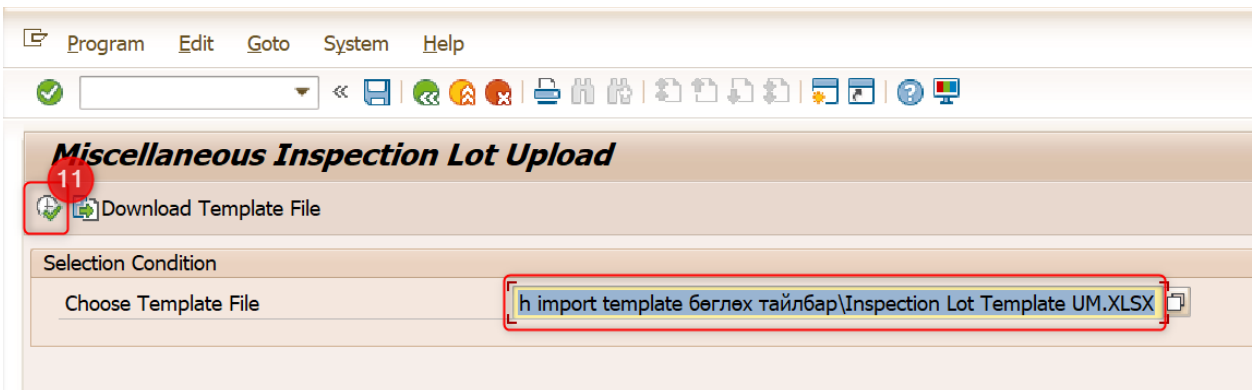 Program Edit Goto System Help
Miscellaneous Inspection Lot Upload
11
Download Template File
Selection Condition
Choose Template File h import template бөглөх тайлбар\Inspection Lot Template UM.XLSX